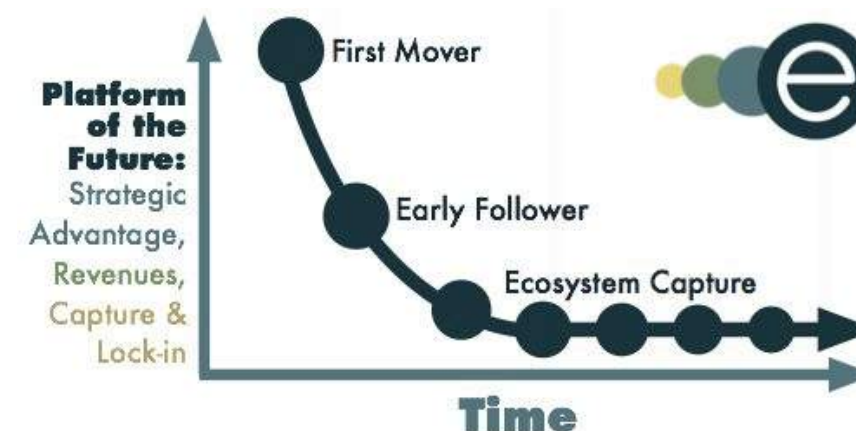 Platform
of the
Future:
Strategic
Advantage,
Revenues,
Capture &
Lock-in
First Mover
Early Follower
Ecosystem Capture
Time
e